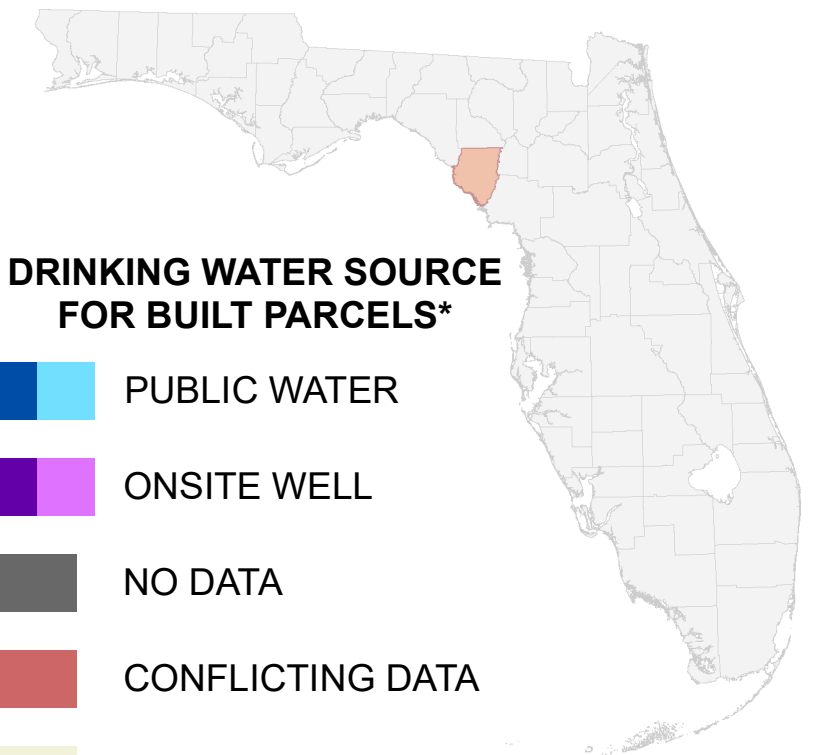 DRINKING WATER SOURCE
FOR BUILT PARCELS*
PUBLIC WATER
ONSITE WELL
NO DATA
CONFLICTING DATA